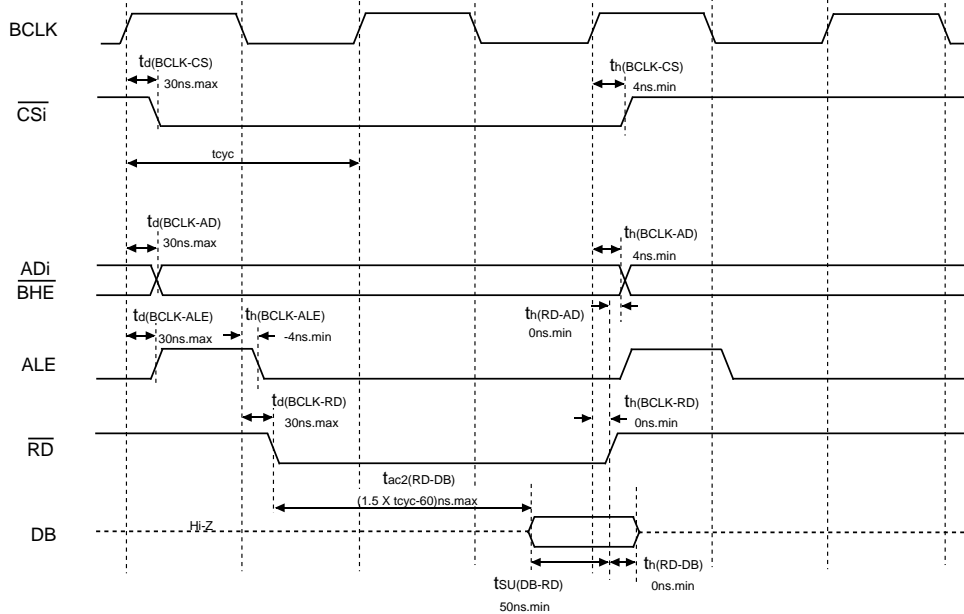 BCLK
td(BCLK-CS)
30ns.max
th(BCLK-CS)
4ns.min
CSi
tcyc
td(BCLK-AD)
30ns.max
th(BCLK-AD)
4ns.min
ADi
BHE
td(BCLK-ALE)
30ns.max
th(BCLK-ALE)
-4ns.min
th(RD-AD)
0ns.min
ALE
td(BCLK-RD)
30ns.max
th(BCLK-RD)
0ns.min
RD
tac2(RD-DB)
(1.5 X tcyc-60)ns.max
Hi-Z
DB
tSU(DB-RD)
50ns.min
th(RD-DB)
0ns.min